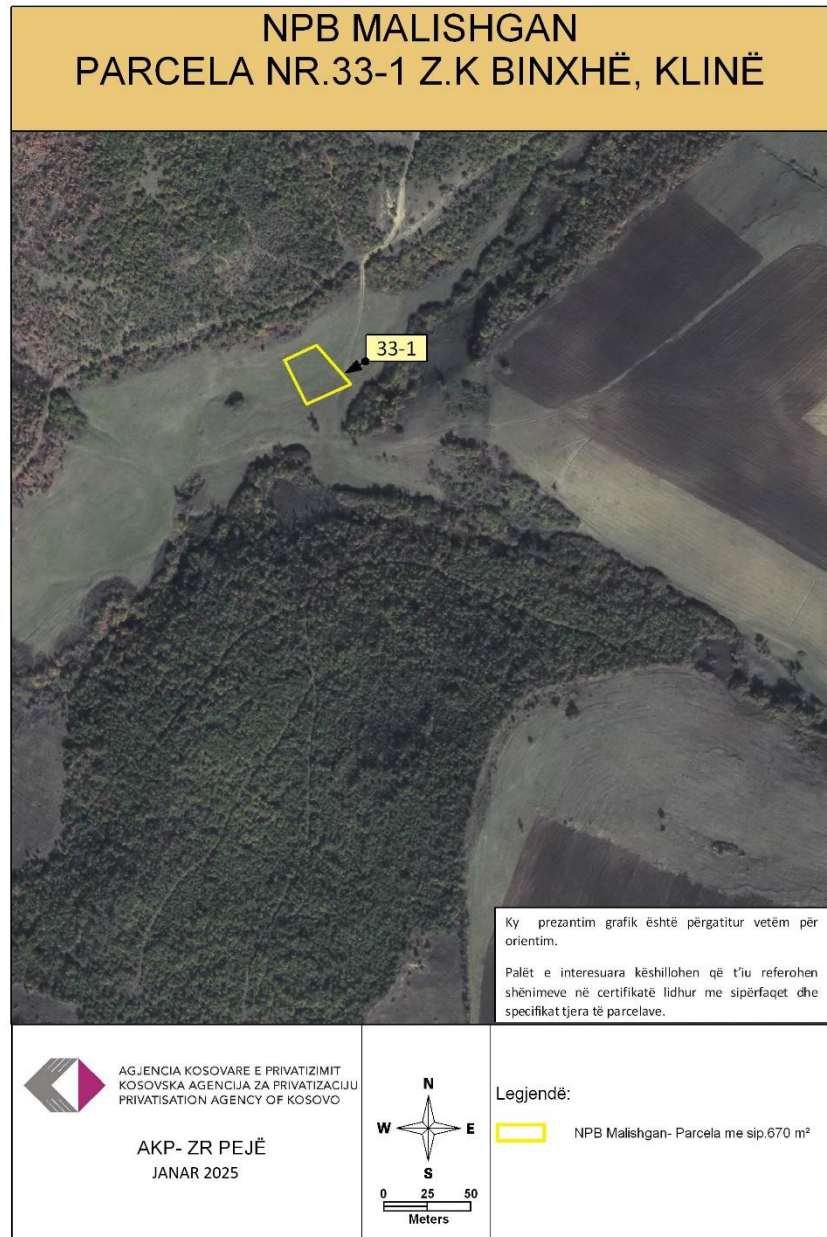 NPB MALISHGAN
PARCELA NR.33-1 Z.K BINXHË, KLINË
33-1
Ky prezantim grafik është përgatitur vetëm për
orientim.
Palët e interesuara këshillohen që t'iu referohen
shënimeve në certifikatë lidhur me sipërfaqet dhe
specifikat tjera të parcelave.
AGJENCIA KOSOVARE E PRIVATIZIMIT
KOSOVSKA AGENCIJA ZA PRIVATIZACIJU
PRIVATISATION AGENCY OF KOSOVO
AKP- ZR PEJË
JANAR 2025
N
W E
S
0 25 50
Meters
Legjendë:
NPB Malishgan- Parcela me sip.670 m²